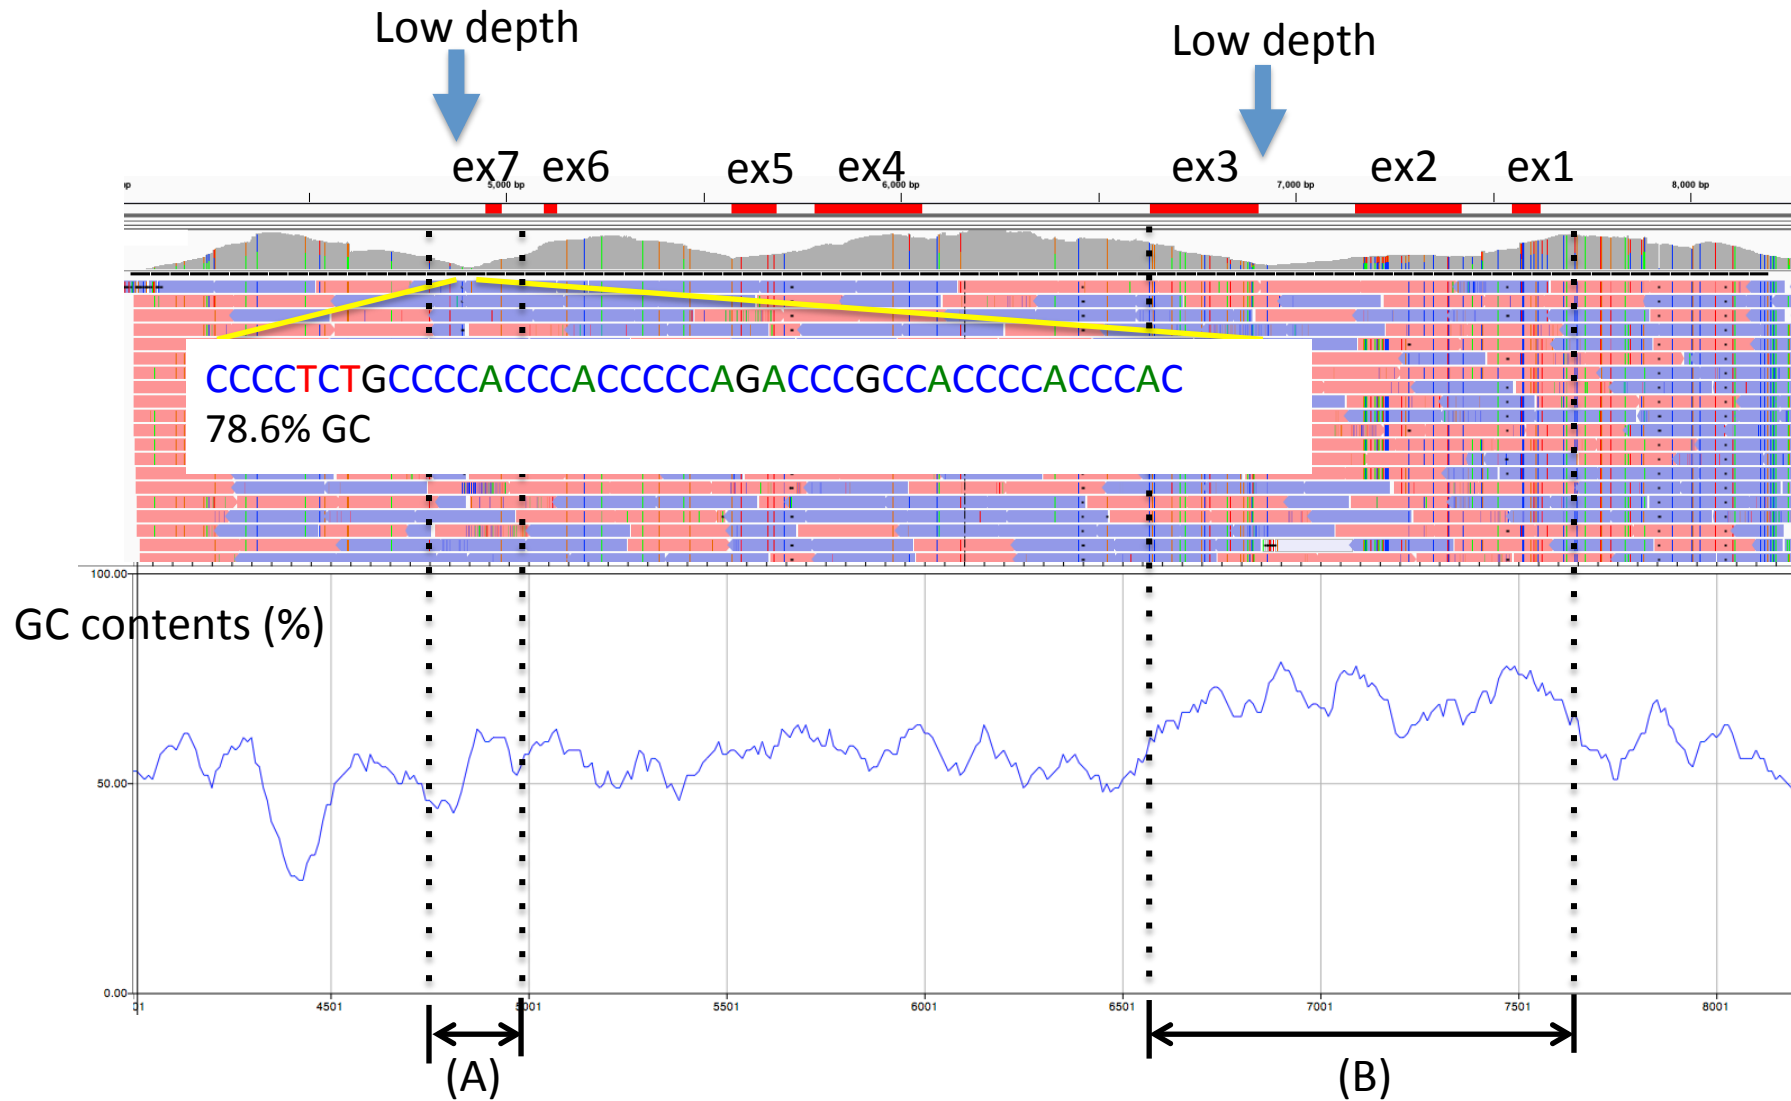 Low depth
Low depth
ex7 ex6 ex5 ex4 ex3 ex2 ex1
bp 5,000 bp 6,000 bp 7,000 bp 8,000 bp
CCCCTCTGCCCCACCCACCCCCAGACCCGCCACCCCACCCAC
78.6% GC
100.00
GC contents (%)
50.00
0.00
01 4501 5001 5501 6001 6501 7001 7501 8001
(A) (B)